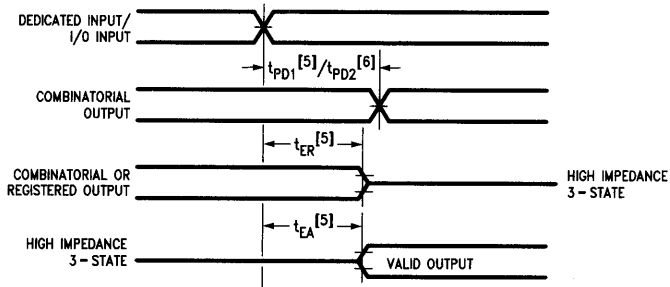 DEDICATED INPUT/
I/O INPUT
tPD1[5]/tPD2[6]
COMBINATORIAL
OUTPUT
tER[5]
COMBINATORIAL OR
REGISTERED OUTPUT
HIGH IMPEDANCE
3-STATE
tEA[5]
HIGH IMPEDANCE
3-STATE
VALID OUTPUT